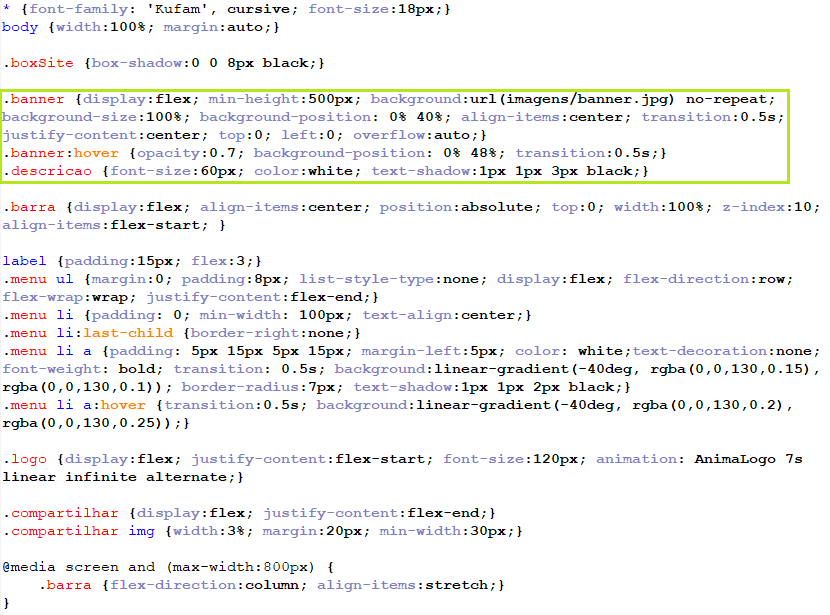 * {font-family: 'Kufam', cursive; font-size:18px;}
body {width:100%; margin:auto;}
.boxSite {box-shadow:0 0 8px black;}
.banner {display:flex; min-height:500px; background:url(imagens/banner.jpg) no-repeat;
background-size:100%; background-position: 0% 40%; align-items:center; transition:0.5s;
justify-content:center; top:0; left:0; overflow:auto;}
.banner:hover {opacity:0.7; background-position: 0% 48%; transition:0.5s;}
.descricao {font-size:60px; color:white; text-shadow:1px 1px 3px black;}
.barra {display:flex; align-items:center; position:absolute; top:0; width:100%; z-index:10;
align-items:flex-start; }
label {padding:15px; flex:3;}
.menu ul {margin:0; padding:8px; list-style-type:none; display:flex; flex-direction:row;
flex-wrap:wrap; justify-content:flex-end;}
.menu li {padding: 0; min-width: 100px; text-align:center;}
.menu li:last-child {border-right:none;}
.menu li a {padding: 5px 15px 5px 15px; margin-left:5px; color: white;text-decoration:none;
font-weight: bold; transition: 0.5s; background:linear-gradient(-40deg, rgba(0,0,130,0.15),
rgba(0,0,130,0.1)); border-radius:7px; text-shadow:1px 1px 2px black;}
.menu li a:hover {transition:0.5s; background:linear-gradient(-40deg, rgba(0,0,130,0.2),
rgba(0,0,130,0.25));}
.logo {display:flex; justify-content:flex-start; font-size:120px; animation: AnimaLogo 7s
linear infinite alternate;}
.compartilhar {display:flex; justify-content:flex-end;}
.compartilhar img {width:3%; margin:20px; min-width:30px;}
@media screen and (max-width:800px) {
.barra {flex-direction:column; align-items:stretch;}
}